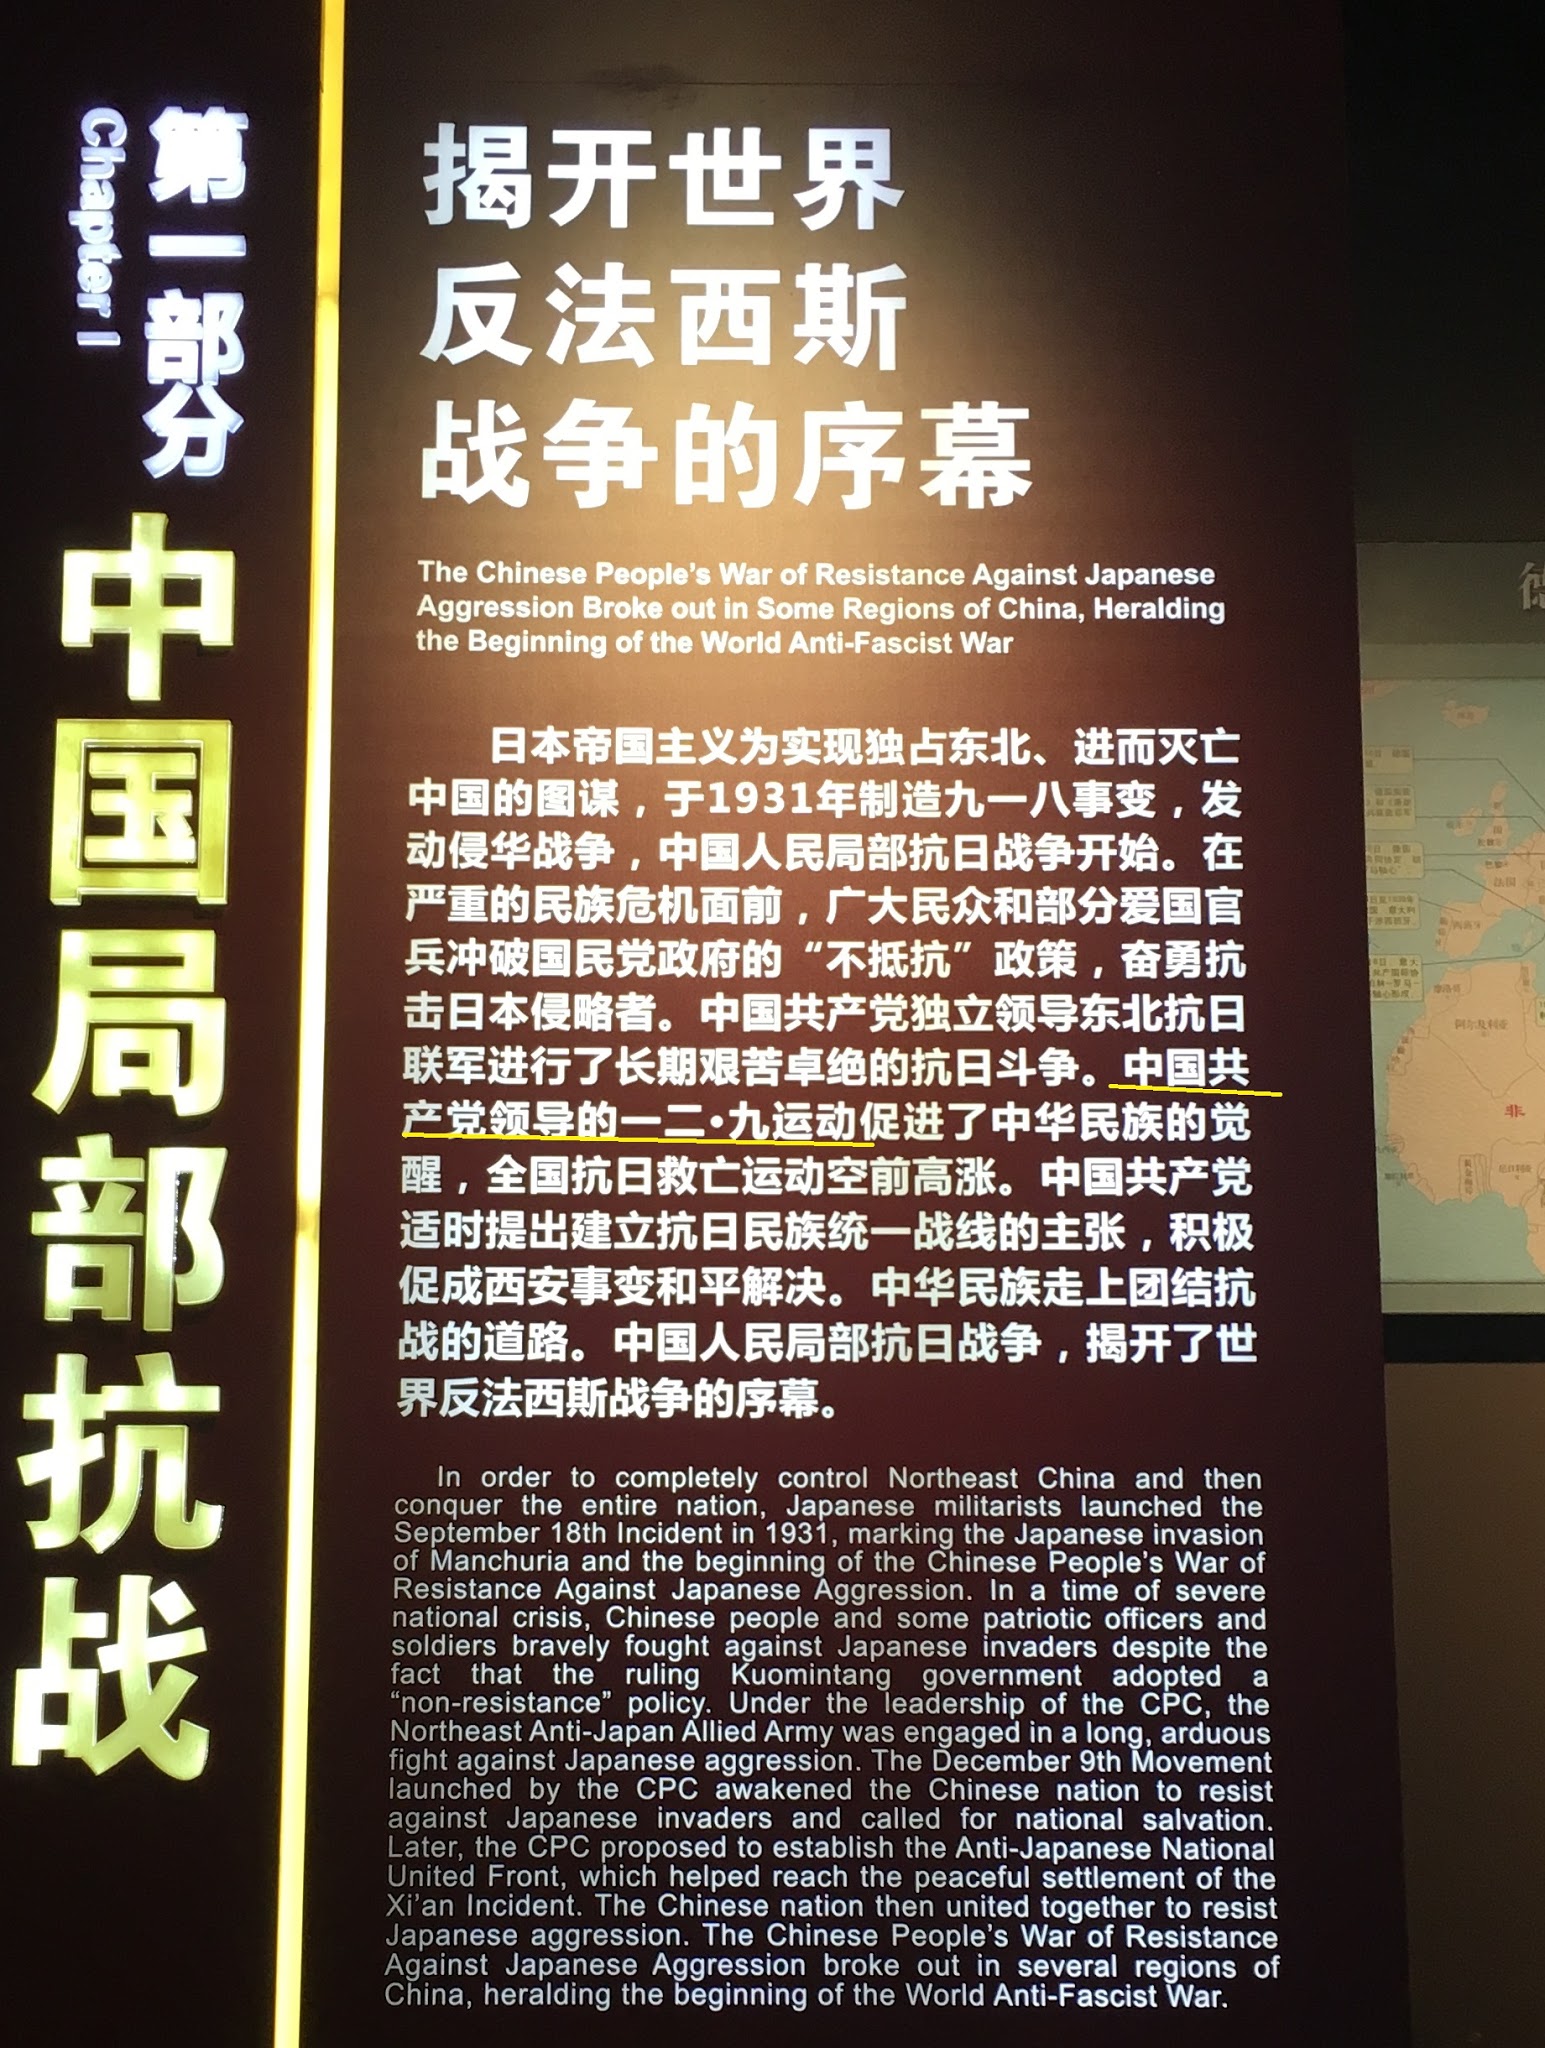 第一部分
Chapter I
中国局部抗战
揭开世界
反法西斯
战争的序幕
The Chinese People's War of Resistance Against Japanese
Aggression Broke out in Some Regions of China, Heralding
the Beginning of the World Anti-Fascist War
日本帝国主义为实现独占东北、进而灭亡
中国的图谋，于1931年制造九一八事变，发
动侵华战争，中国人民局部抗日战争开始。在
严重的民族危机面前，广大民众和部分爱国官
兵冲破国民党政府的“不抵抗”政策，奋勇抗
击日本侵略者。中国共产党独立领导东北抗日
联军进行了长期艰苦卓绝的抗日斗争。中国共
产党领导的一二·九运动促进了中华民族的觉
醒，全国抗日救亡运动空前高涨。中国共产党
适时提出建立抗日民族统一战线的主张，积极
促成西安事变和平解决。中华民族走上团结抗
战的道路。中国人民局部抗日战争，揭开了世
界反法西斯战争的序幕。
In order to completely control Northeast China and then
conquer the entire nation, Japanese militarists launched the
September 18th Incident in 1931, marking the Japanese invasion
of Manchuria and the beginning of the Chinese People's War of
Resistance Against Japanese Aggression. In a time of severe
national crisis, Chinese people and some patriotic officers and
soldiers bravely fought against Japanese invaders despite the
fact that the ruling Kuomintang government adopted a
“non-resistance” policy. Under the leadership of the CPC, the
Northeast Anti-Japan Allied Army was engaged in a long, arduous
fight against Japanese aggression. The December 9th Movement
launched by the CPC awakened the Chinese nation to resist
against Japanese invaders and called for national salvation.
Later, the CPC proposed to establish the Anti-Japanese National
United Front, which helped reach the peaceful settlement of the
Xi'an Incident. The Chinese nation then united together to resist
Japanese aggression. The Chinese People's War of Resistance
Against Japanese Aggression broke out in several regions of
China, heralding the beginning of the World Anti-Fascist War.
德
法国
西班牙
阿尔及利亚
非